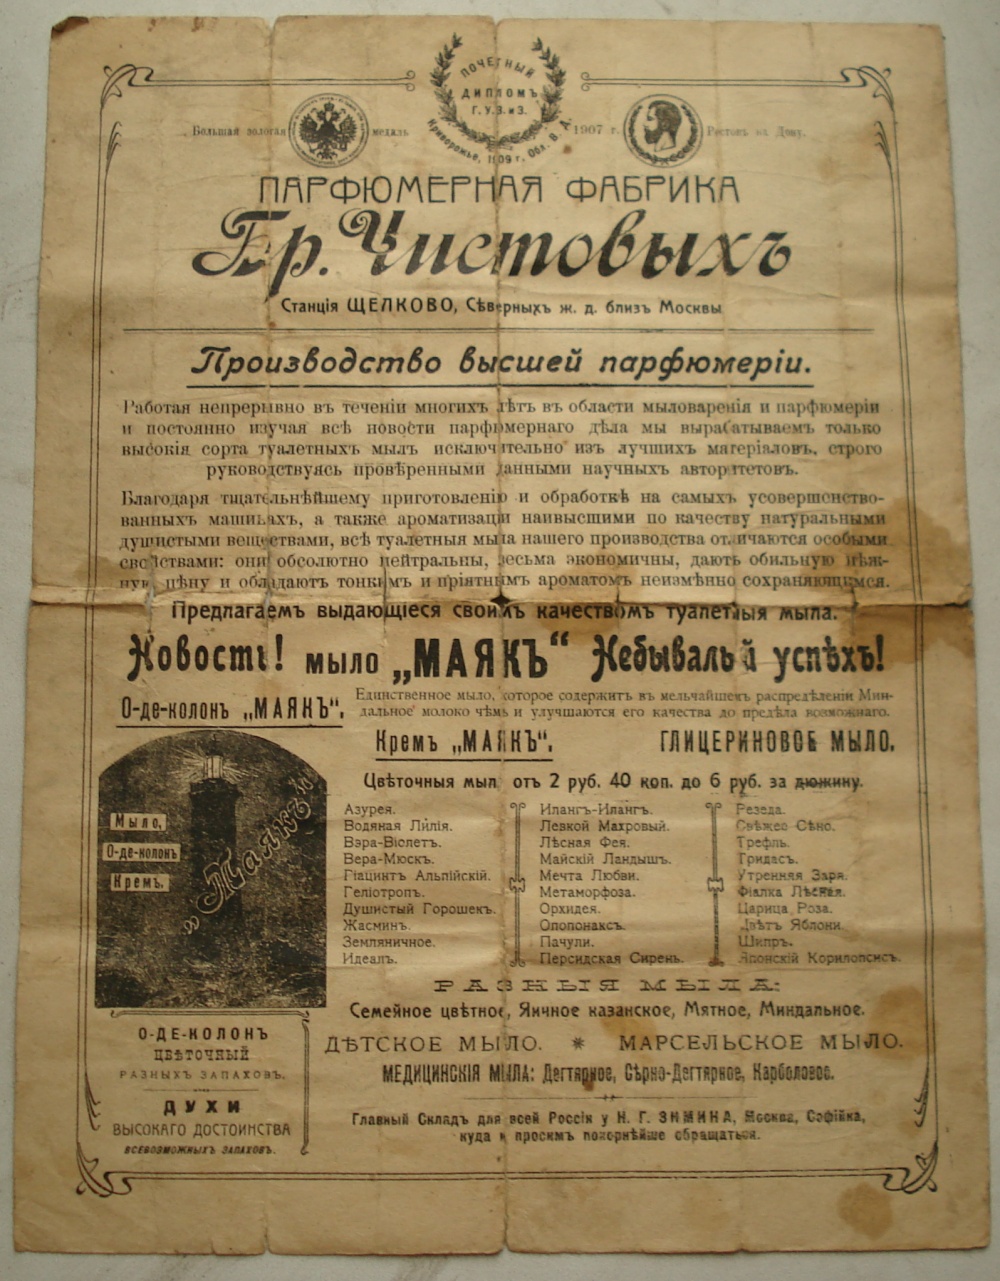 ПОЧЕТНЫЙ
ДИПЛОМЪ
Г.У.З. и З.
Криворожье, 1909 г. Обл. В. Д.
Большая золотая медаль 1907 г. Ростовъ на Дону.
ПАРФЮМЕРНАЯ ФАБРИКА
Бр. Чистовыхъ
Станція ЩЕЛКОВО, Сѣверныхъ ж. д. близъ Москвы
Производство высшей парфюмеріи.
Работая непрерывно въ теченіи многихъ лѣтъ въ области мыловаренія и парфюмеріи
и постоянно изучая всѣ новости парфюмернаго дѣла мы вырабатываемъ только
высокія сорта туалетныхъ мылъ исключительно изъ лучшихъ матеріаловъ, строго
руководствуясь провѣренными данными научныхъ авторитетовъ.
Благодаря тщательнѣйшему приготовленію и обработкѣ на самыхъ усовершенство-
ванныхъ машинахъ, а также ароматизаціи наивысшими по качеству натуральными
душистыми веществами, всѣ туалетныя мыла нашего производства отличаются особыми
свойствами: они обсолютно нейтральны, весьма экономичны, даютъ обильную нѣж-
ную пѣну и обладаютъ тонкимъ и пріятнымъ ароматомъ неизмѣнно сохраняющимся.
Предлагаемъ выдающіеся своимъ качествомъ туалетныя мыла.
Новость! мыло „МАЯКЪ“ Небывалый успѣхъ!
О-де-колонъ „МАЯКЪ“.
Единственное мыло, которое содержитъ въ мельчайшемъ распредѣленіи Мин-
дальное молоко чѣмъ и улучшаются его качества до предѣла возможнаго.
Кремъ „МАЯКЪ“. ГЛИЦЕРИНОВОЕ МЫЛО.
Мыло,
О-де-колонъ
Кремъ.
„Маякъ“
Цвѣточныя мыла отъ 2 руб. 40 коп. до 6 руб. за дюжину.
Азурея.
Водяная Лилія.
Вэра-Віолетъ.
Вера-Мюскъ.
Гіацинтъ Альпійскій.
Геліотропъ.
Душистый Горошекъ.
Жасминъ.
Земляничное.
Идеалъ.
Илангъ-Илангъ.
Левкой Махровый.
Лѣсная Фея.
Майскій Ландышъ.
Мечта Любви.
Метаморфоза.
Орхидея.
Опопонаксъ.
Пачули.
Персидская Сирень.
Резеда.
Свѣжее Сѣно.
Трефль.
Гридасъ.
Утренняя Заря.
Фіалка Лѣсная.
Царица Роза.
Цвѣтъ Яблони.
Шипръ.
Японскій Корилопсисъ.
РАЗНЫЯ МЫЛА:
Семейное цвѣтное, Яичное казанское, Мятное, Миндальное.
ДѢТСКОЕ МЫЛО. МАРСЕЛЬСКОЕ МЫЛО.
МЕДИЦИНСКІЯ МЫЛА: Дегтярное, Сѣрно-Дегтярное, Карболовое.
Главный Складъ для всей Россіи у Н. Г. ЗИМИНА, Москва, Софійка,
куда и просимъ покорнѣйше обращаться.
О-ДЕ-КОЛОНЪ
ЦВѢТОЧНЫЙ
РАЗНЫХЪ ЗАПАХОВЪ.
ДУХИ
ВЫСОКАГО ДОСТОИНСТВА
ВСЕВОЗМОЖНЫХЪ ЗАПАХОВЪ.